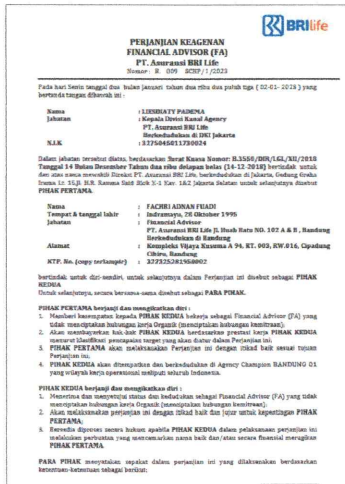 BRI life
PERJANJIAN KEAGENAN
FINANCIAL ADVISOR (FA)
PT. Asuransi BRI Life
Nomor: B. 009 SCHP/I/2023
Pada hari Senin tanggal dua bulan Januari tahun dua ribu dua puluh tiga ( 02-01- 2023 ) yang
bertanda tangan dibawah ini :
Nama : LIESDIATY PADEMA
Jabatan : Kepala Divisi Kanal Agency
PT. Asuransi BRI Life
Berkedudukan di DKI Jakarta
N.I.K
Dalam jabatan tersebut diatas, berdasarkan Surat Kuasa Nomor: B.3550/DIR/LGL/XII/2018
Tanggal 14 Bulan Desember Tahun dua ribu delapan belas (14-12-2018) bertindak untuk
dan atas nama mewakili Direksi PT. Asuransi BRI Life, berkedudukan di Jakarta, Gedung Graha
Irama Lt. 15, Jl. H.R. Rasuna Said Blok X-1 Kav. 1&2 Jakarta Selatan untuk selanjutnya disebut
PIHAK PERTAMA.
Nama : FACHRI ADNAN FUADI
Tempat & tanggal lahir : Indramayu, 28 Oktober 1995
Jabatan : Financial Advisor
PT. Asuransi BRI Life Jl. Buah Batu NO. 102 A & B , Bandung
Berkedudukan di Bandung
Alamat : Kompleks Vijaya Kusuma A 94, RT. 003, RW.016, Cipadung
Cibiru, Bandung
KTP. No. (copy terlampir) :
bertindak untuk diri-sendiri, untuk selanjutnya dalam Perjanjian ini disebut sebagai PIHAK
KEDUA
Untuk selanjutnya, secara bersama-sama disebut sebagai PARA PIHAK.
PIHAK PERTAMA berjanji dan mengikatkan diri :
1. Memberi kesempatan kepada PIHAK KEDUA bekerja sebagai Financial Advisor (FA) yang
tidak menciptakan hubungan kerja Organik (menciptakan hubungan kemitraan);
2. Akan membayarkan hak-hak PIHAK KEDUA berdasarkan prestasi kerja PIHAK KEDUA
menurut klasifikasi pencapaian target yang akan diatur dalam Perjanjian ini;
3. PIHAK PERTAMA akan melaksanakan Perjanjian ini dengan itikad baik sesuai tujuan
Perjanjian ini;
4. PIHAK KEDUA akan ditempatkan dan berkedudukan di Agency Champion BANDUNG 01
yang wilayah kerja operasional meliputi seluruh Indonesia.
PIHAK KEDUA berjanji dan mengikatkan diri :
1. Menerima dan menyetujui status dan kedudukan sebagai Financial Advisor (FA) yang tidak
menciptakan hubungan kerja Organik (menciptakan hubungan kemitraan);
2. Akan melaksanakan perjanjian ini dengan itikad baik dan jujur untuk kepentingan PIHAK
PERTAMA;
3. Bersedia diproses secara hukum apabila PIHAK KEDUA dalam pelaksanaan perjanjian ini
melakukan perbuatan yang mencemarkan nama baik dan/atau secara finansial merugikan
PIHAK PERTAMA.
PARA PIHAK menyatakan sepakat dalam perjanjian ini yang dilaksanakan berdasarkan
ketentuan-ketentuan sebagai berikut: